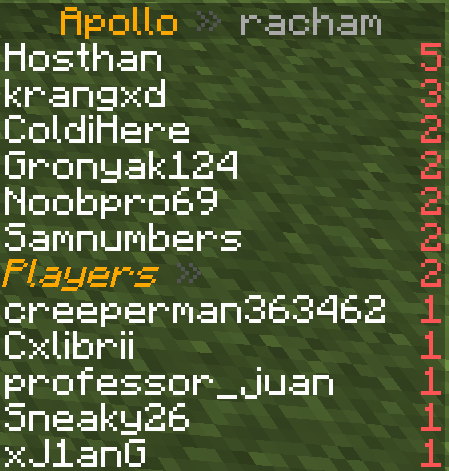 Apollo » racham
Hosthan 5
krangxd 3
ColdiHere 2
Gronyak124 2
Noobpro69 2
Samnumbers 2
Players » 2
creeperman363462 1
Cxlibrii 1
professor_juan 1
Sneaky26 1
xJ1anG 1